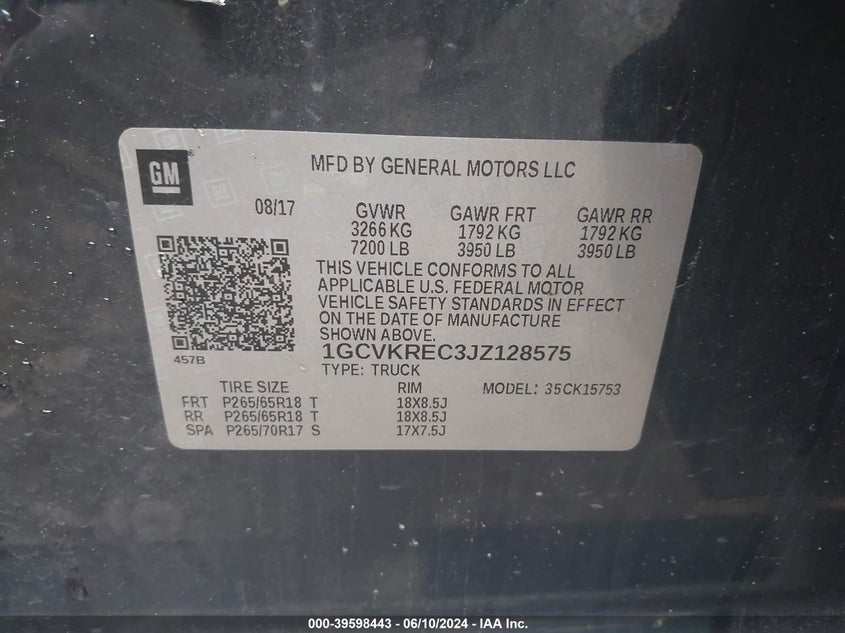 GM
MFD BY GENERAL MOTORS LLC
08/17 GVWR GAWR FRT GAWR RR
3266 KG 1792 KG 1792 KG
7200 LB 3950 LB 3950 LB
THIS VEHICLE CONFORMS TO ALL
APPLICABLE U.S. FEDERAL MOTOR
VEHICLE SAFETY STANDARDS IN EFFECT
ON THE DATE OF MANUFACTURE
SHOWN ABOVE.
457B
1GCVKREC3JZ128575
TYPE: TRUCK
TIRE SIZE RIM MODEL: 35CK15753
FRT P265/65R18 T 18X8.5J
RR P265/65R18 T 18X8.5J
SPA P265/70R17 S 17X7.5J
000-39598443 - 06/10/2024 - IAA Inc.